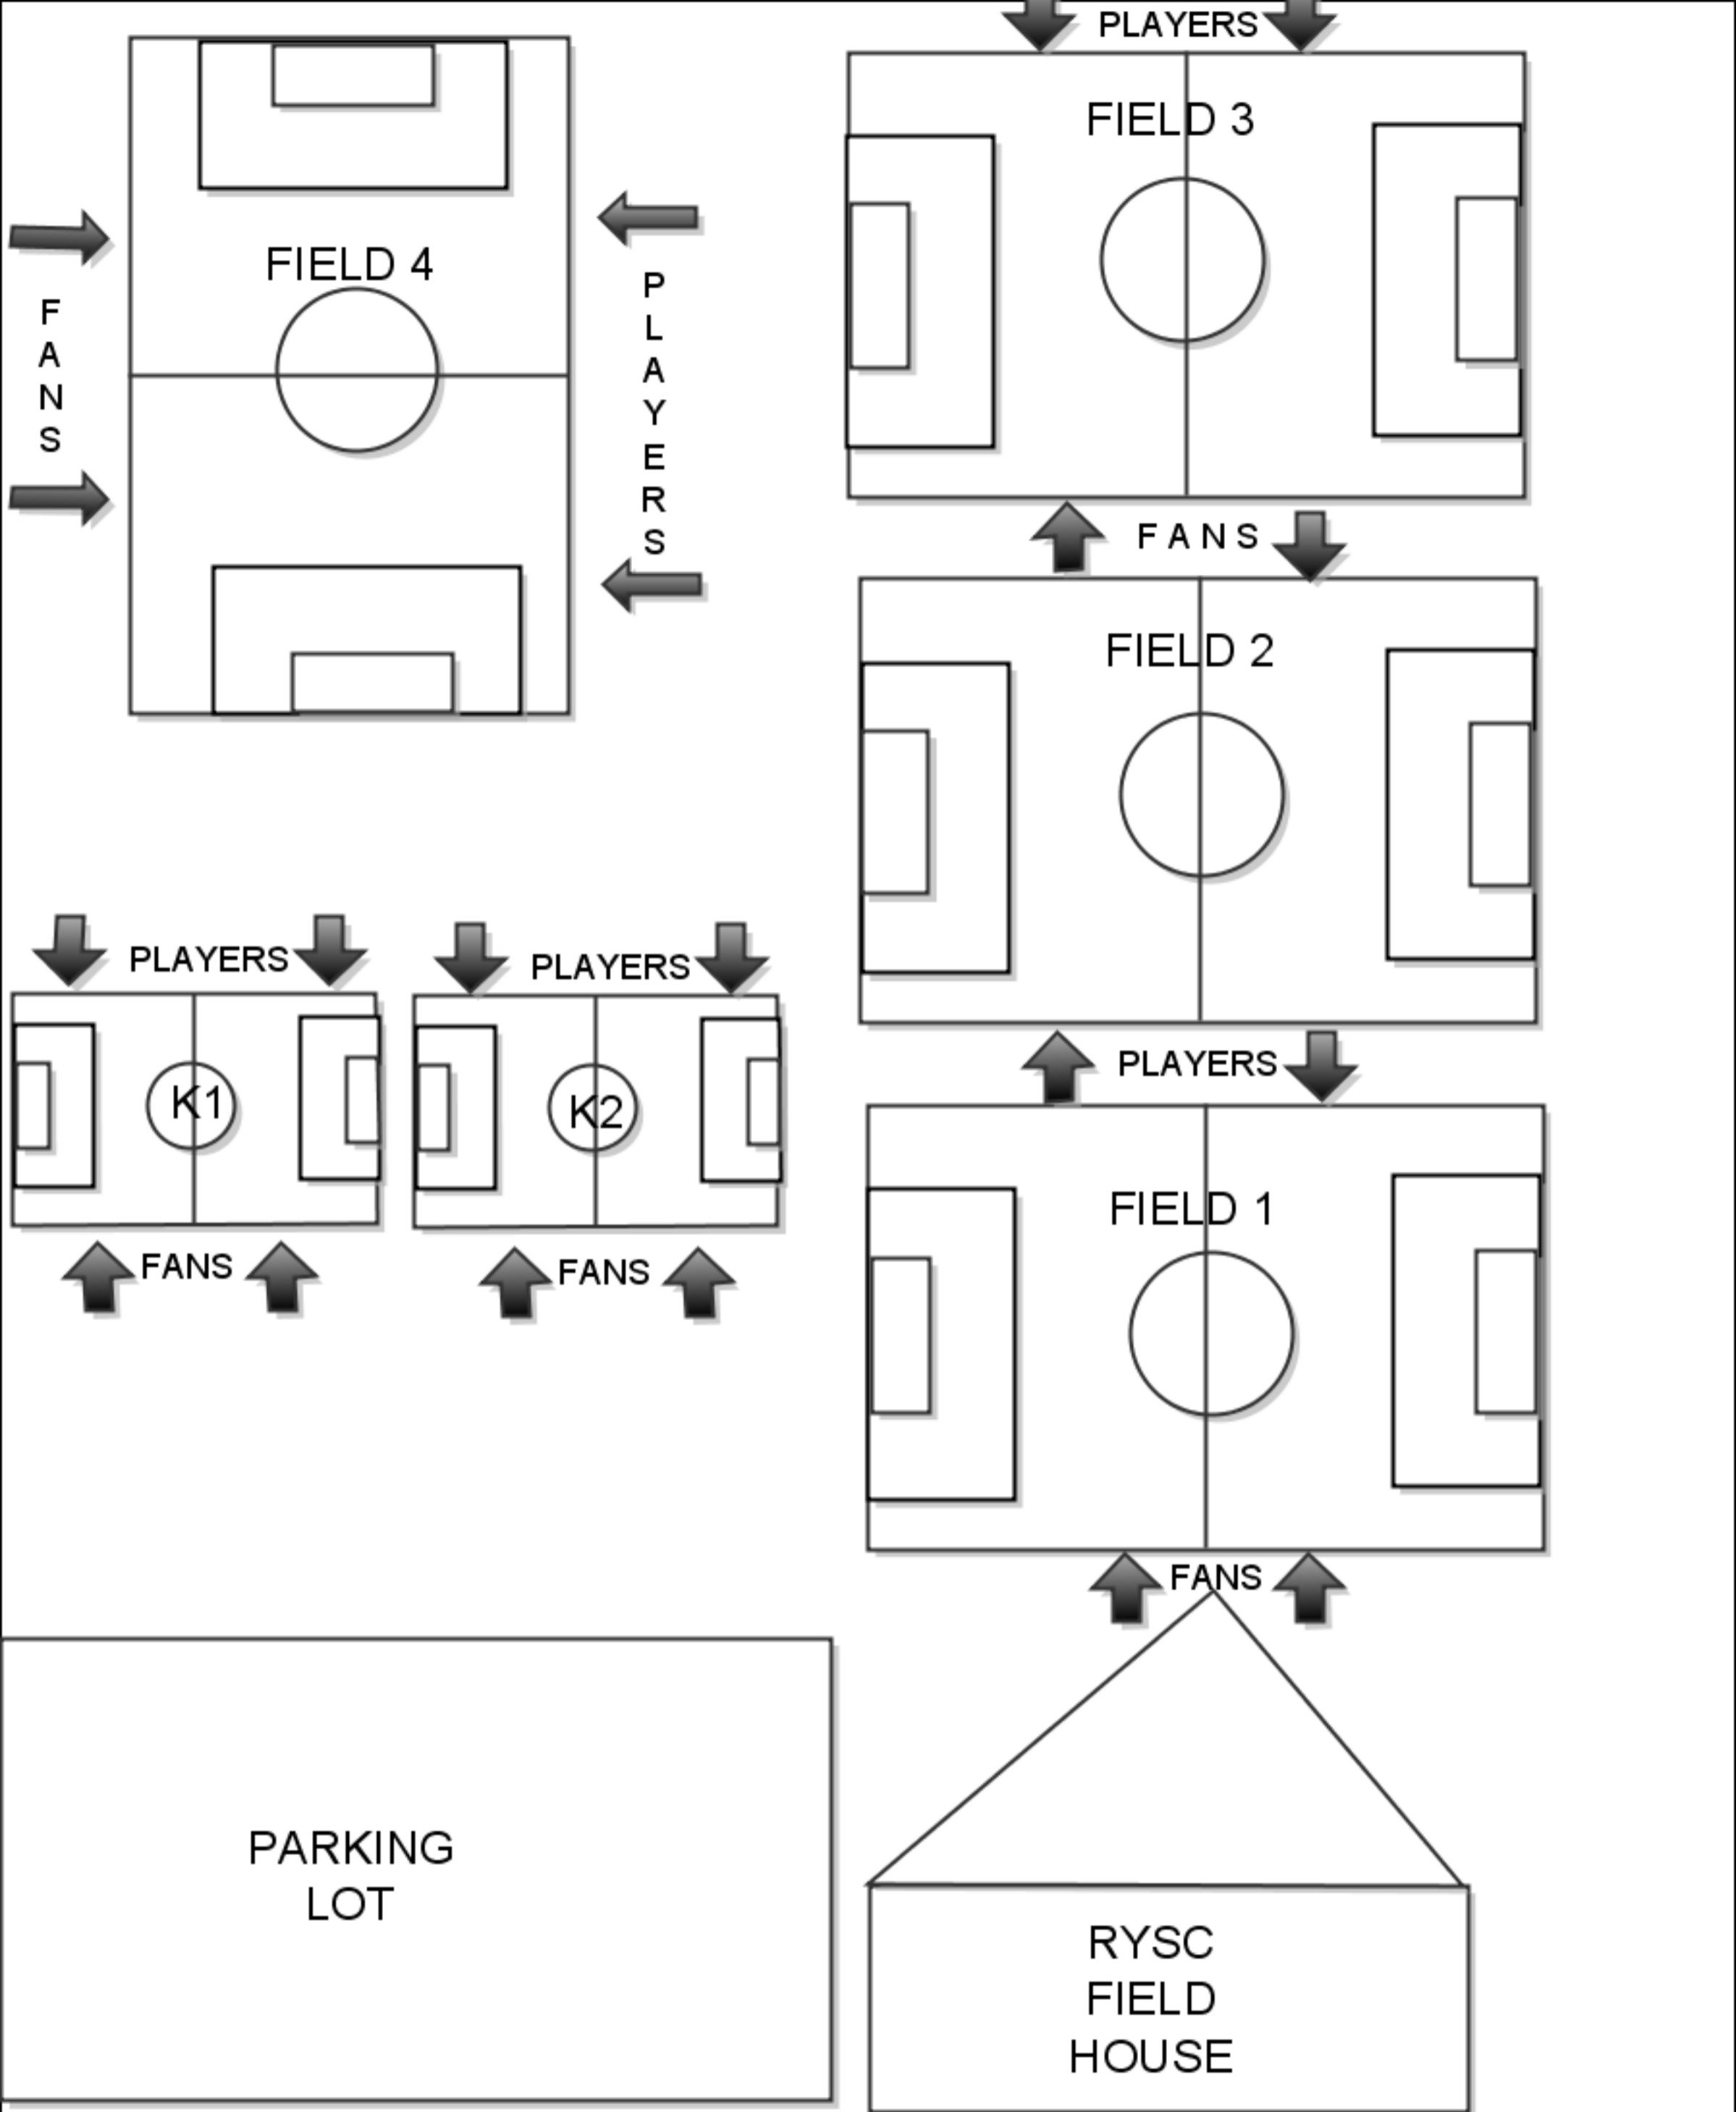 PLAYERS
FIELD 3
FIELD 4
FANS
PLAYERS
F A N S
FIELD 2
PLAYERS
PLAYERS
K1
K2
PLAYERS
FIELD 1
FANS
FANS
FANS
PARKING
LOT
RYSC
FIELD
HOUSE